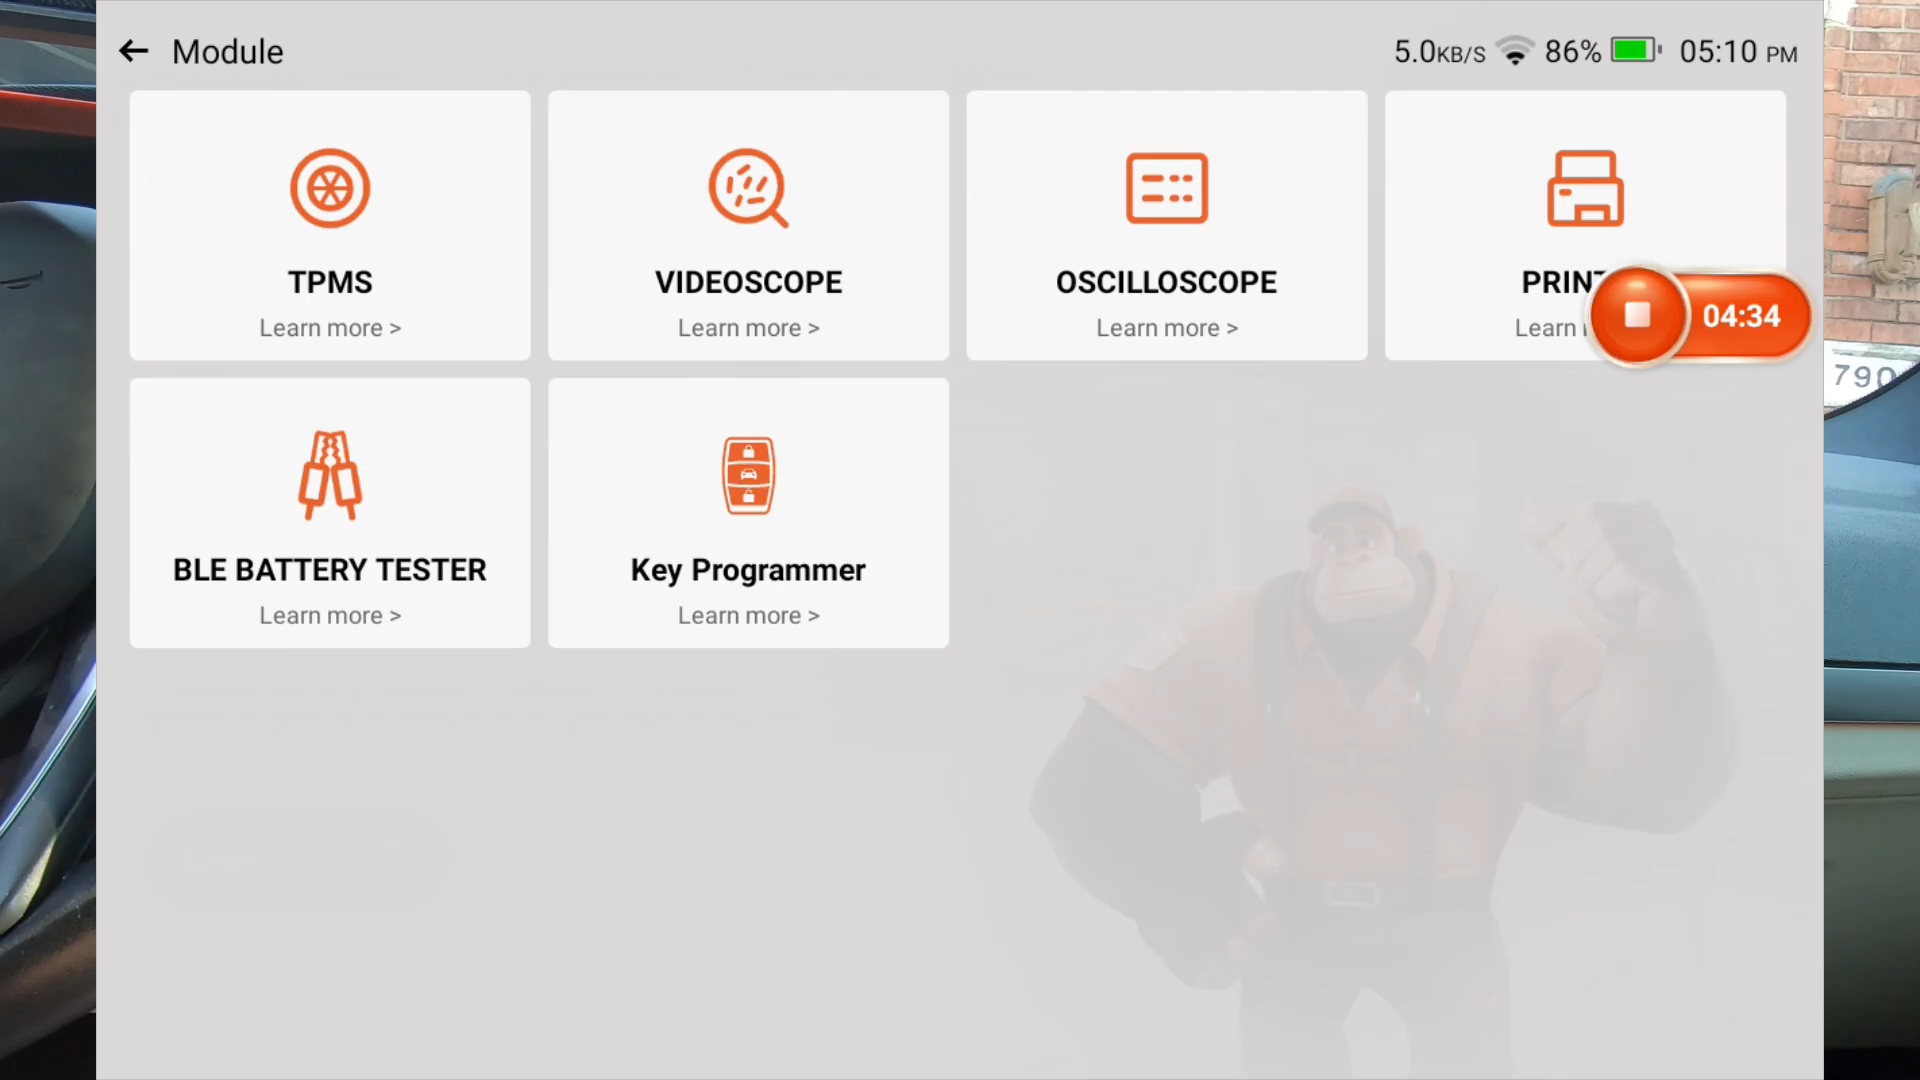 Module
5.0KB/S 86% 05:10 PM
TPMS
Learn more >
VIDEOSCOPE
Learn more >
OSCILLOSCOPE
Learn more >
PRINT
Learn
04:34
790
BLE BATTERY TESTER
Learn more >
Key Programmer
Learn more >